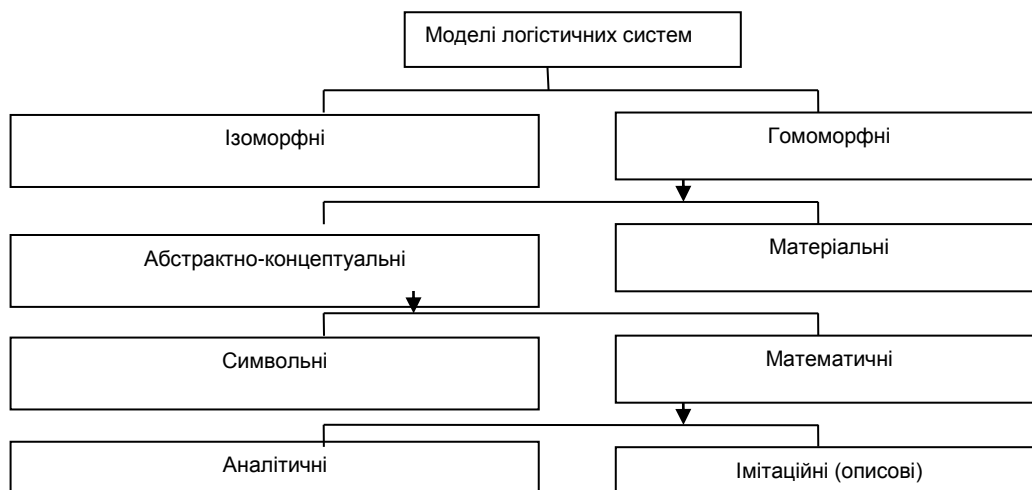 Моделі логістичних систем
Ізоморфні
Гомоморфні
Абстрактно-концептуальні
Матеріальні
Символьні
Математичні
Аналітичні
Імітаційні (описові)